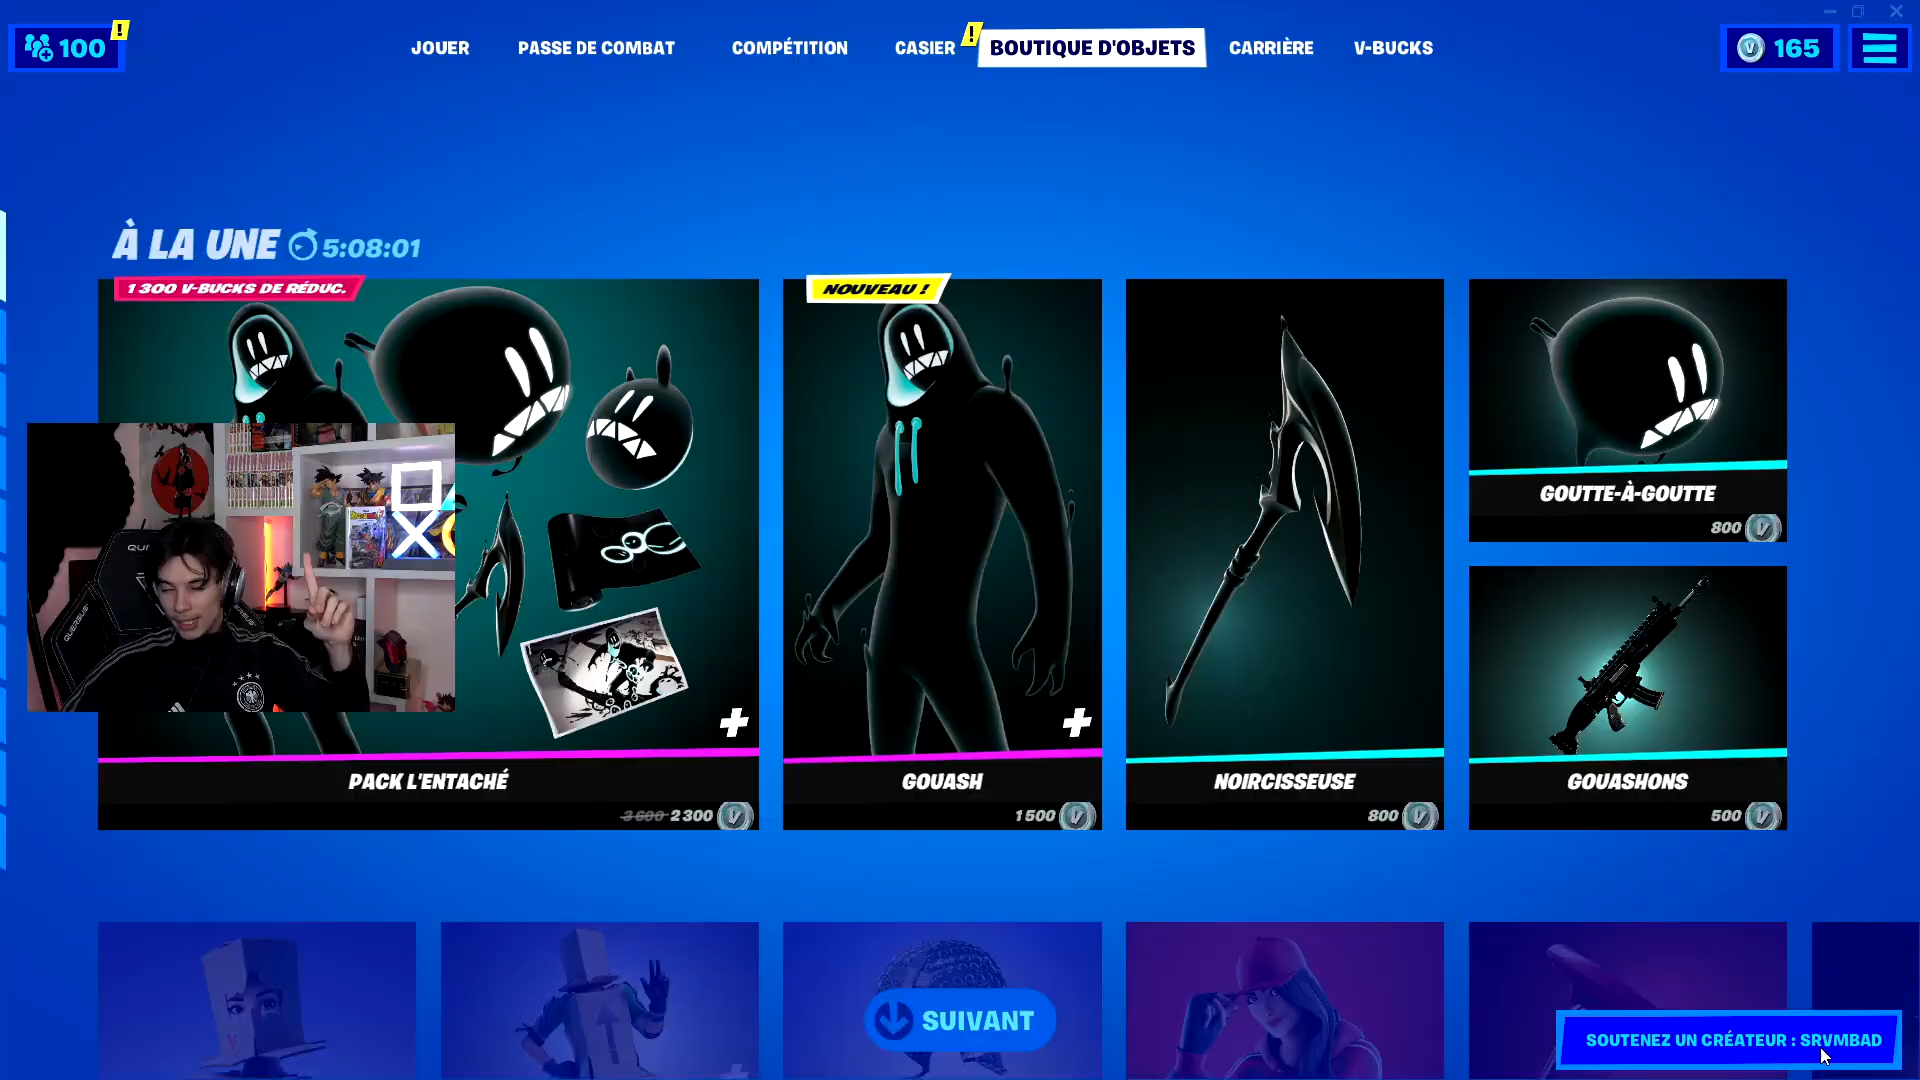 100
!
JOUER
PASSE DE COMBAT
COMPÉTITION
CASIER
!
BOUTIQUE D'OBJETS
CARRIÈRE
V-BUCKS
165
À LA UNE
5:08:01
1 300 V-BUCKS DE RÉDUC.
NOUVEAU !
GOUTTE-À-GOUTTE
800
PACK L'ENTACHÉ
3 600 2 300
GOUASH
1 500
NOIRCISSEUSE
800
GOUASHONS
500
SUIVANT
SOUTENEZ UN CRÉATEUR : SRVMBAD